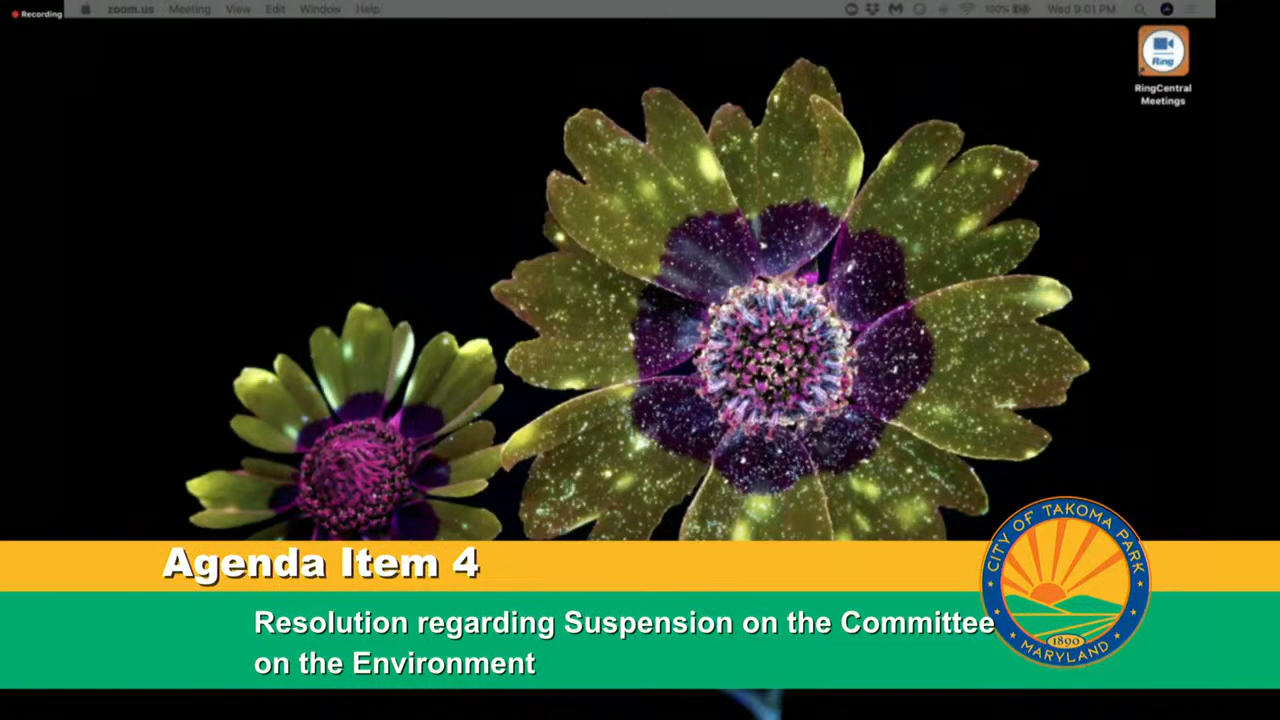 Recording
zoom.us Meeting View Edit Window Help
100% Wed 9:01 PM
Ring
RingCentral
Meetings
Agenda Item 4
Resolution regarding Suspension on the Committee
on the Environment
CITY OF TAKOMA PARK
1890
MARYLAND